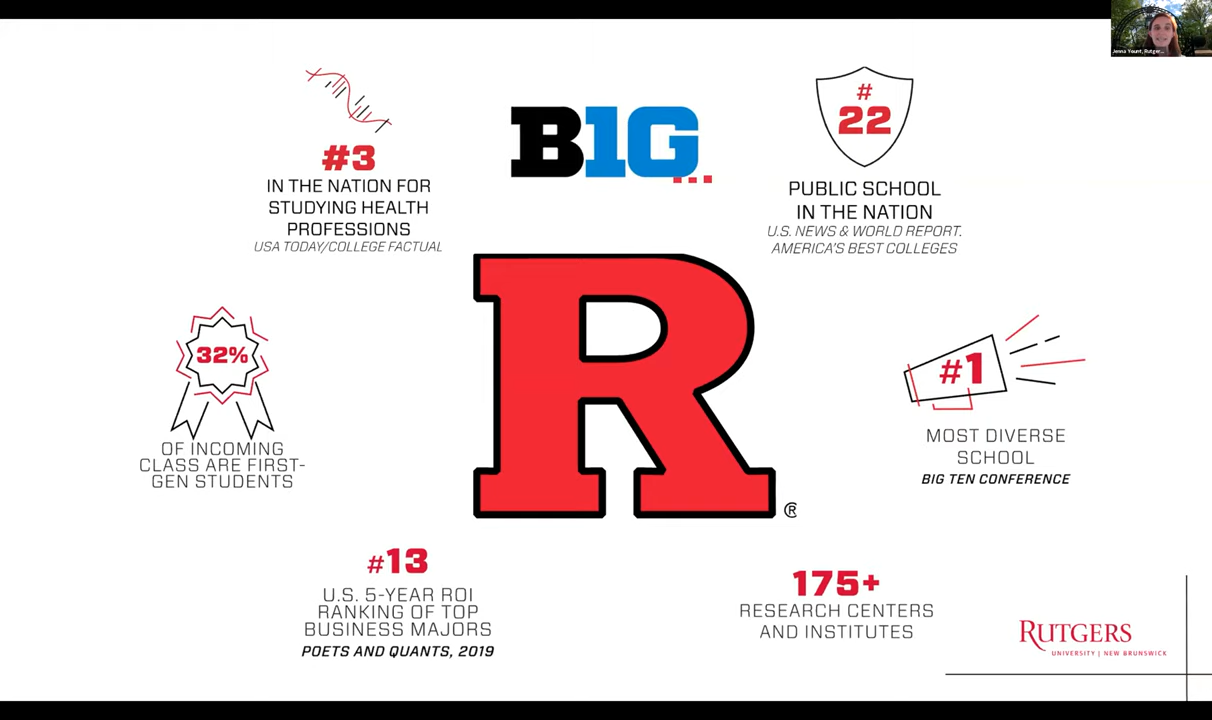 Jenna Yount, Rutger...
#3
IN THE NATION FOR
STUDYING HEALTH
PROFESSIONS
USA TODAY/COLLEGE FACTUAL
B1G
#
22
PUBLIC SCHOOL
IN THE NATION
U.S. NEWS & WORLD REPORT.
AMERICA'S BEST COLLEGES
32%
OF INCOMING
CLASS ARE FIRST-
GEN STUDENTS
R
®
#1
MOST DIVERSE
SCHOOL
BIG TEN CONFERENCE
#13
U.S. 5-YEAR ROI
RANKING OF TOP
BUSINESS MAJORS
POETS AND QUANTS, 2019
175+
RESEARCH CENTERS
AND INSTITUTES
RUTGERS
UNIVERSITY | NEW BRUNSWICK